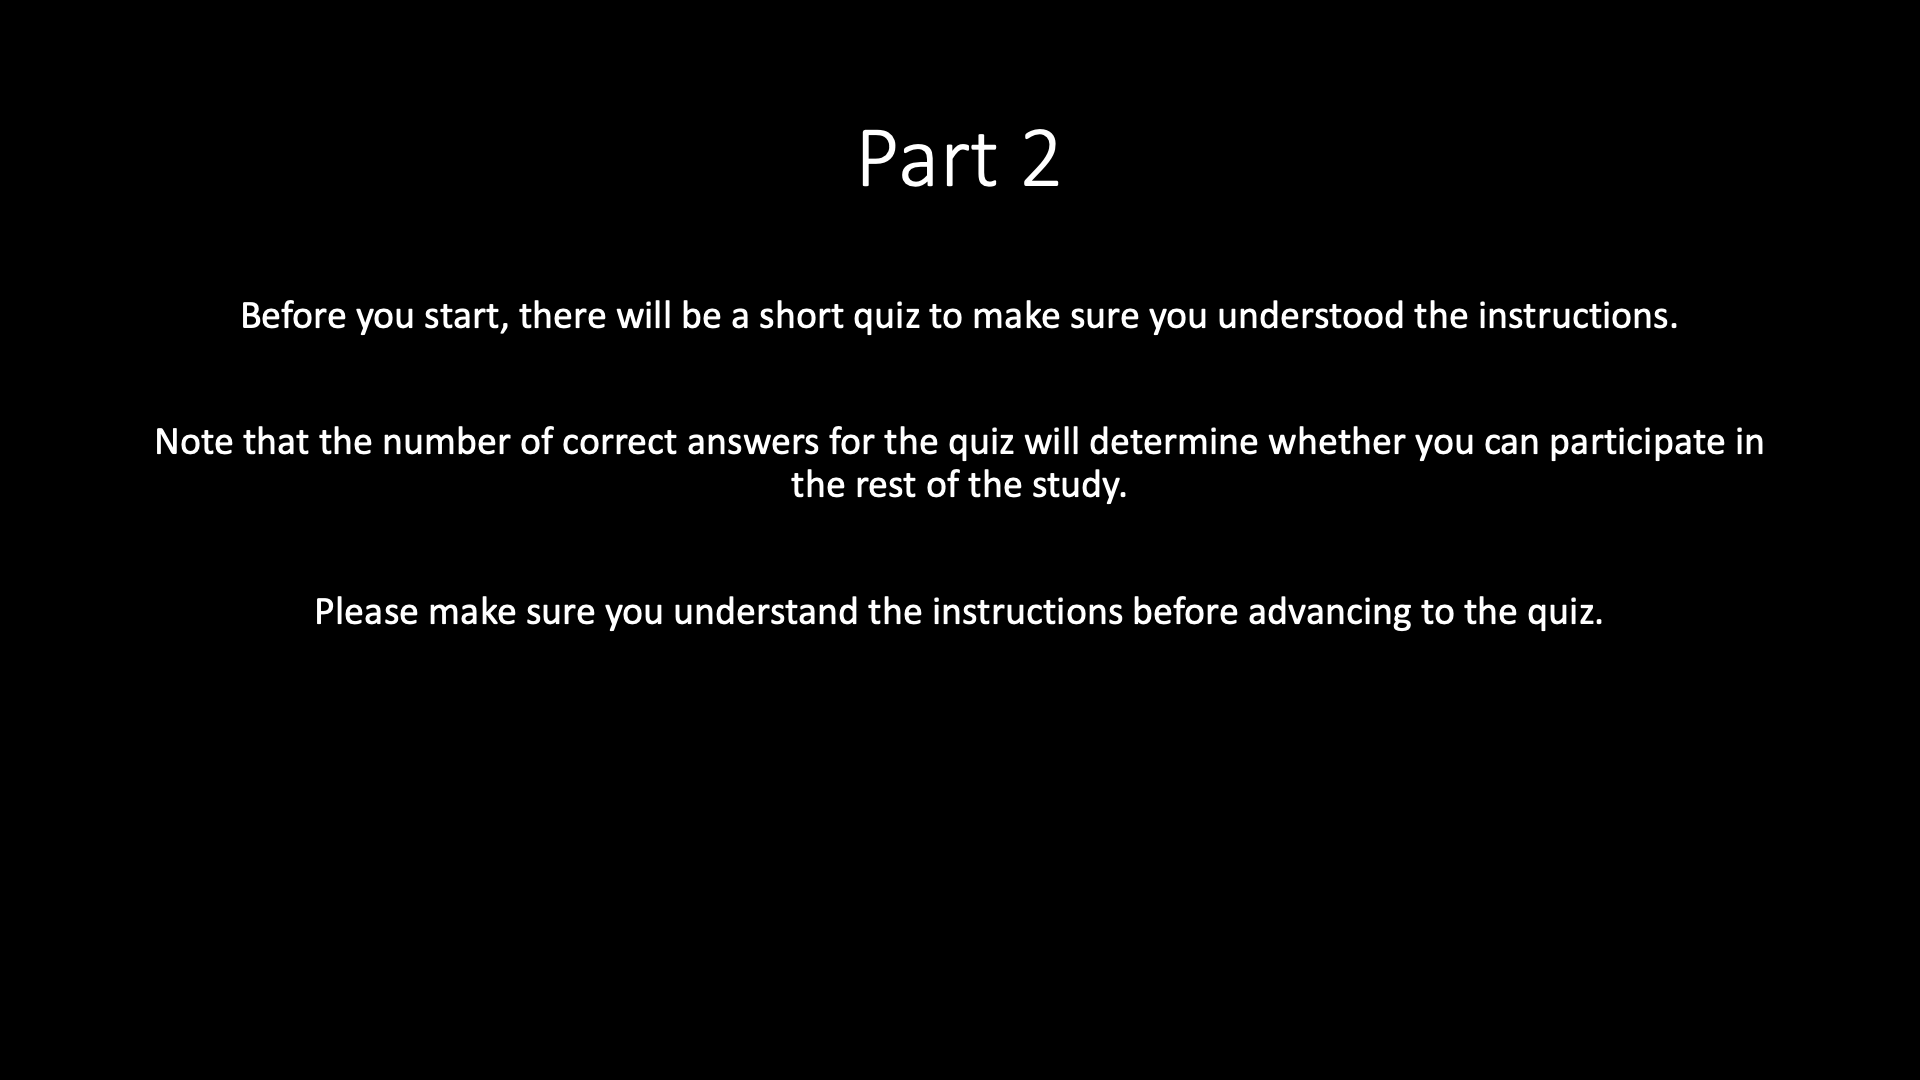 Part 2
Before you start, there will be a short quiz to make sure you understood the instructions.
Note that the number of correct answers for the quiz will determine whether you can participate in
the rest of the study.
Please make sure you understand the instructions before advancing to the quiz.